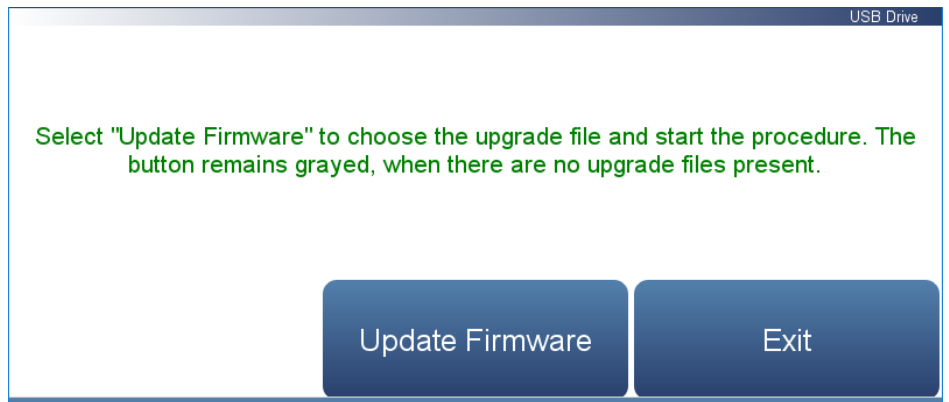 USB Drive
Select "Update Firmware" to choose the upgrade file and start the procedure. The
button remains grayed, when there are no upgrade files present.
Update Firmware
Exit